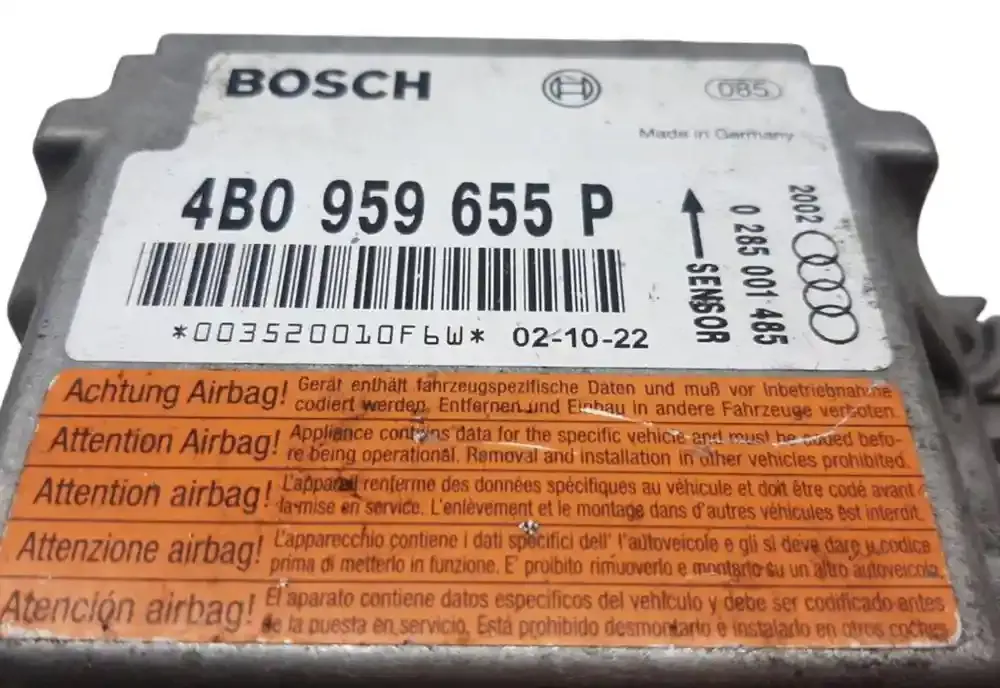 BOSCH
085
Made in Germany
4B0 959 655 P
SENSOR
0 285 001 485
2002
*003520010F6W* 02-10-22
Achtung Airbag! Gerät enthält fahrzeugspezifische Daten und muß vor Inbetriebnahme
codiert werden. Entfernen und Einbau in andere Fahrzeuge verboten.
Attention Airbag! Appliance contains data for the specific vehicle and must be coded befo-
re being operational. Removal and installation in other vehicles prohibited.
Attention airbag! L'appareil renferme des données spécifiques au véhicule et doit être codé avant
la mise en service. L'enlèvement et le montage dans d'autres véhicules est interdit.
Attenzione airbag! L'apparecchio contiene i dati specifici dell' l'autoveicole e gli si deve dare u codice
prima di metterlo in funzione. E' proibito rimuoverlo e montarlo su un altro autoveicolo.
Atención airbag! El aparato contiene datos especificos del vehículo y debe ser codificado antes
de la puesta en servicio. Está prohibido desmontarlo e instalarlo en otros coches